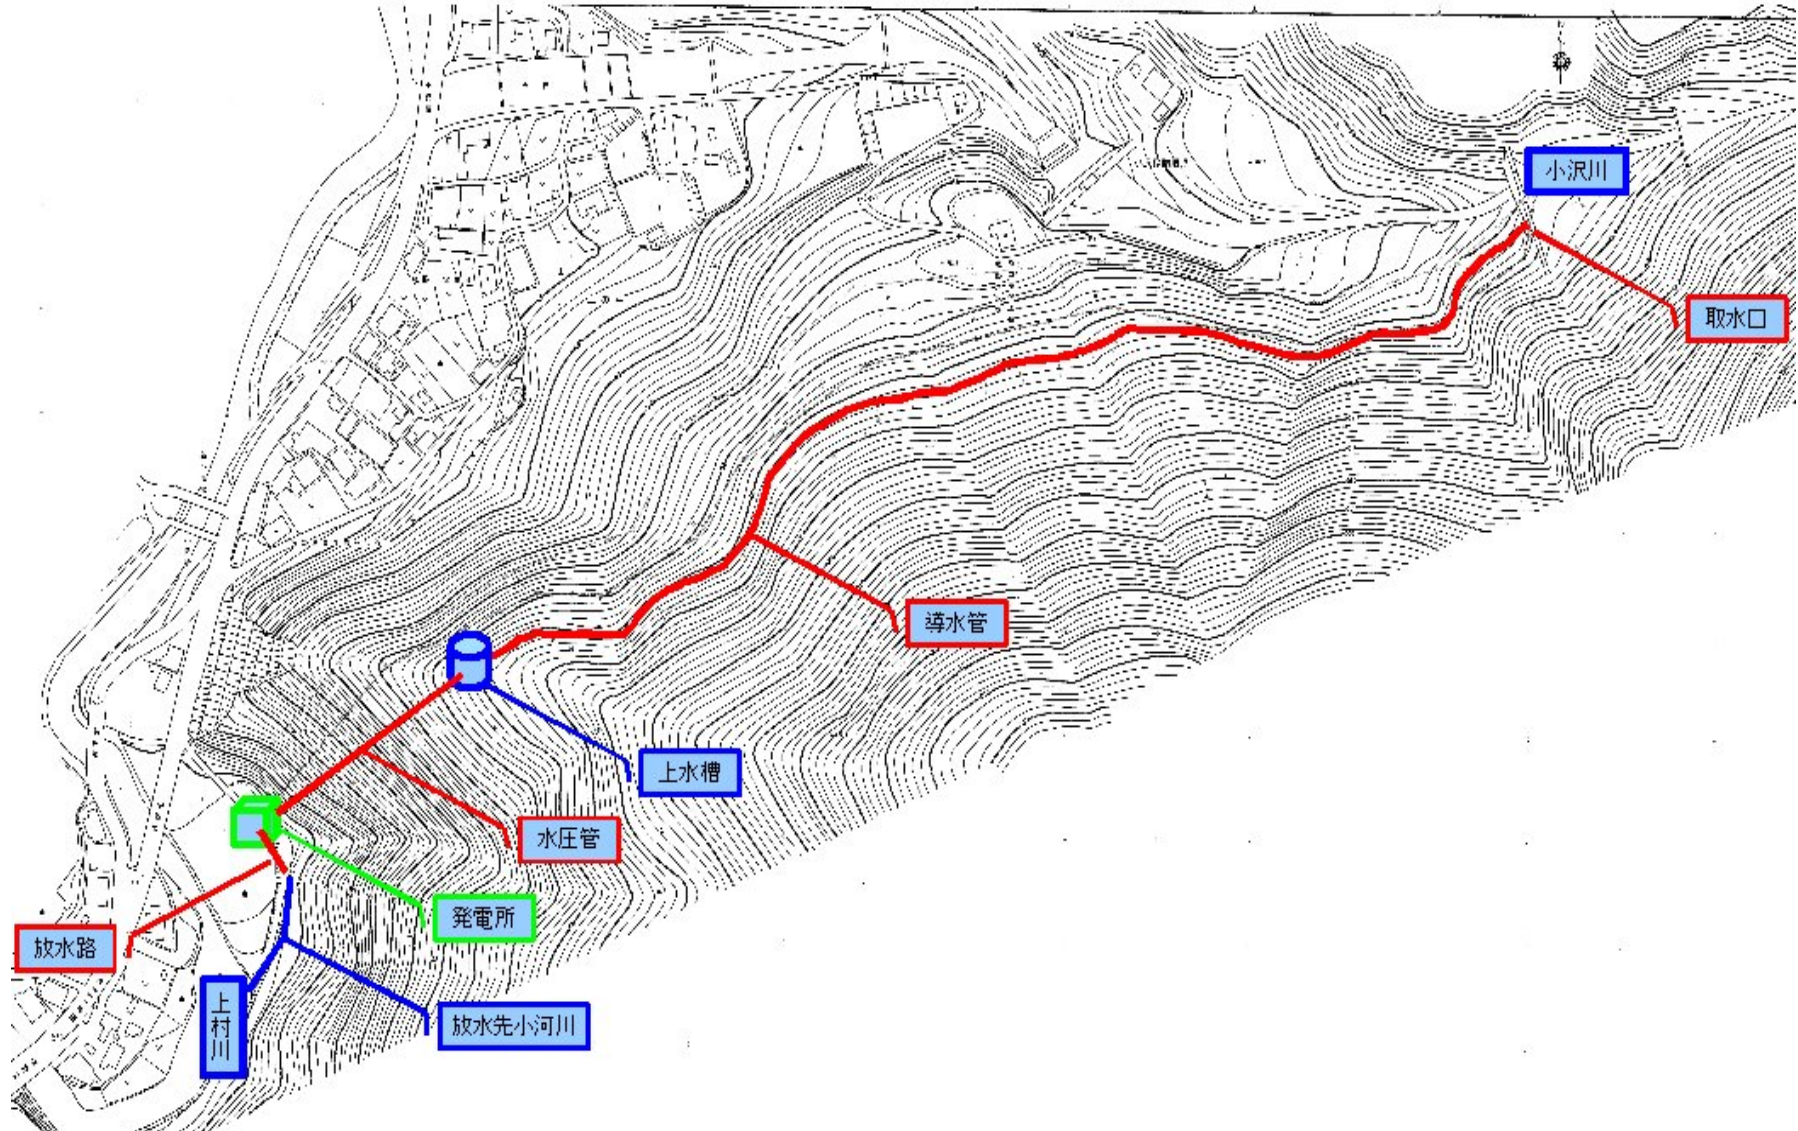 小沢川
取水口
導水管
上水槽
水圧管
発電所
放水路
上村川
放水先小河川